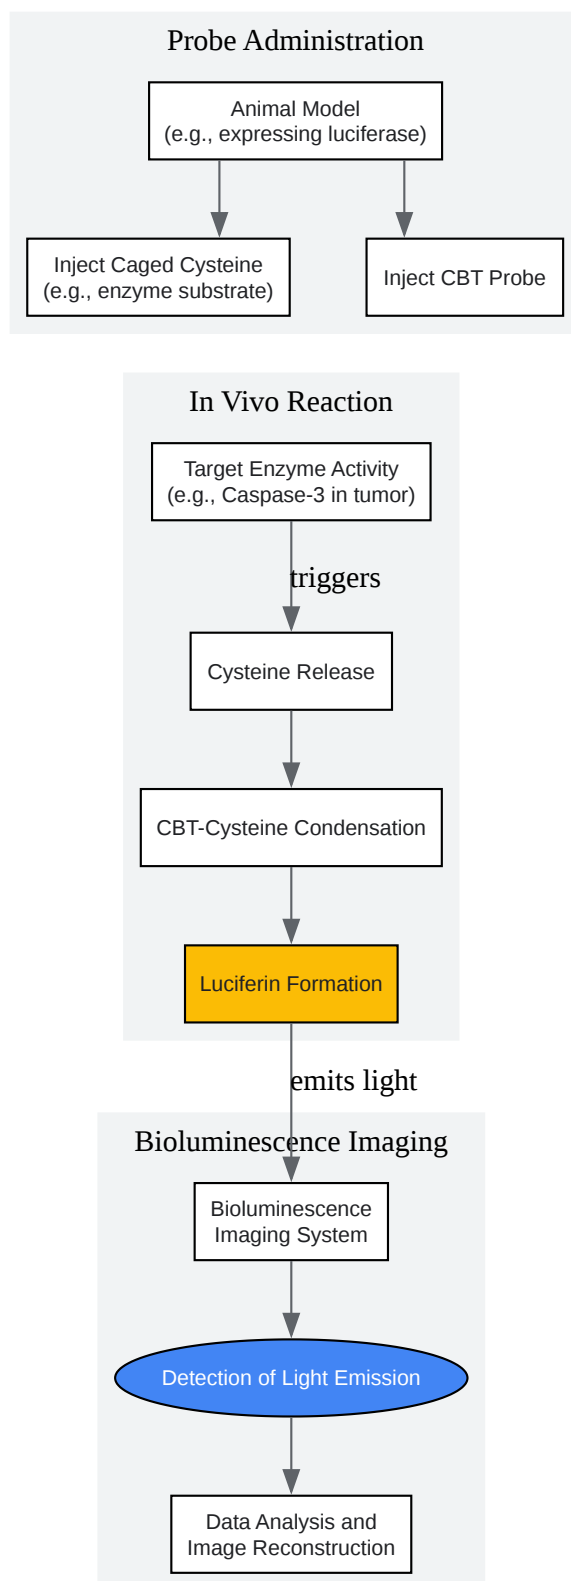 Probe Administration
Animal Model
(e.g., expressing luciferase)
Inject Caged Cysteine
(e.g., enzyme substrate)
Inject CBT Probe
In Vivo Reaction
Target Enzyme Activity
(e.g., Caspase-3 in tumor)
triggers
Cysteine Release
CBT-Cysteine Condensation
Luciferin Formation
emits light
Bioluminescence Imaging
Bioluminescence
Imaging System
Detection of Light Emission
Data Analysis and
Image Reconstruction